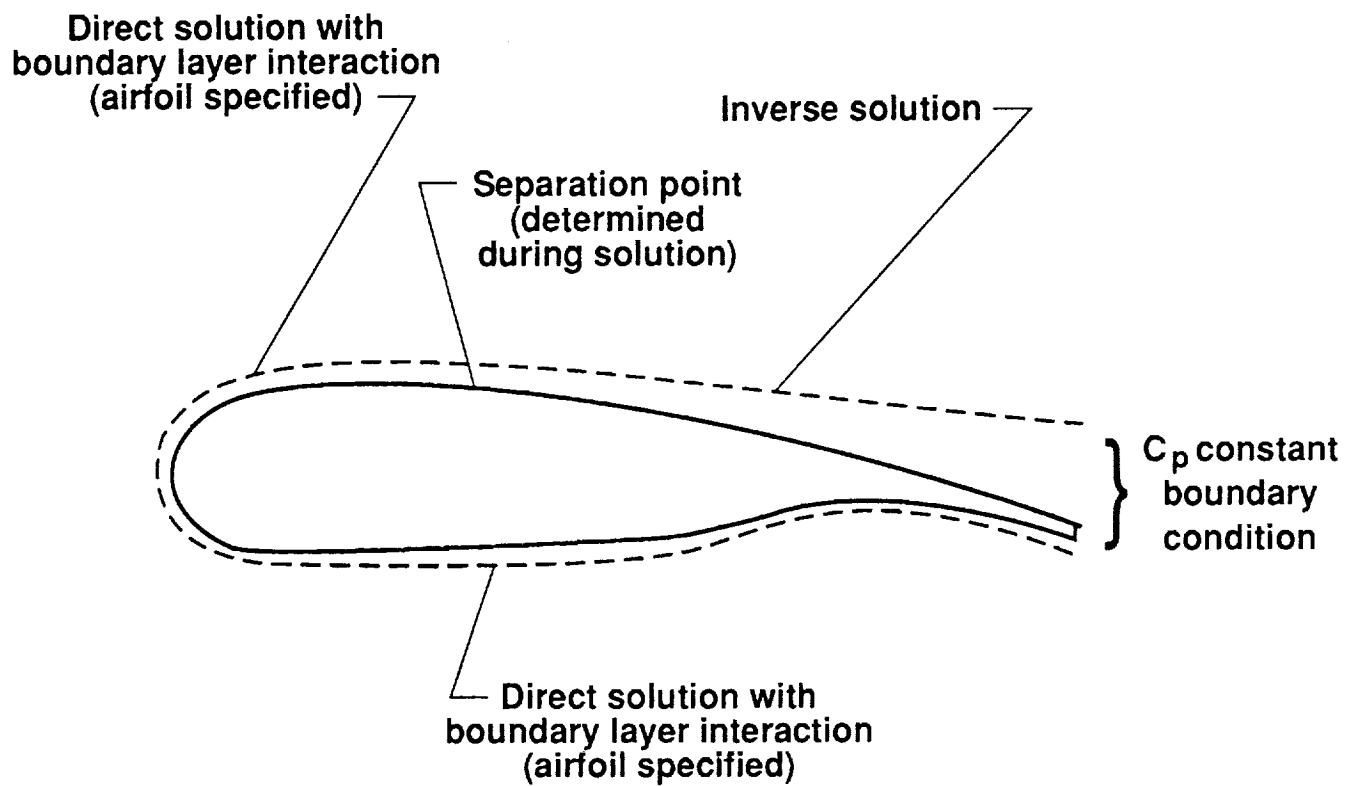 Direct solution with
boundary layer interaction
(airfoil specified)
Inverse solution
Separation point
(determined
during solution)
Cp constant
boundary
condition
Direct solution with
boundary layer interaction
(airfoil specified)